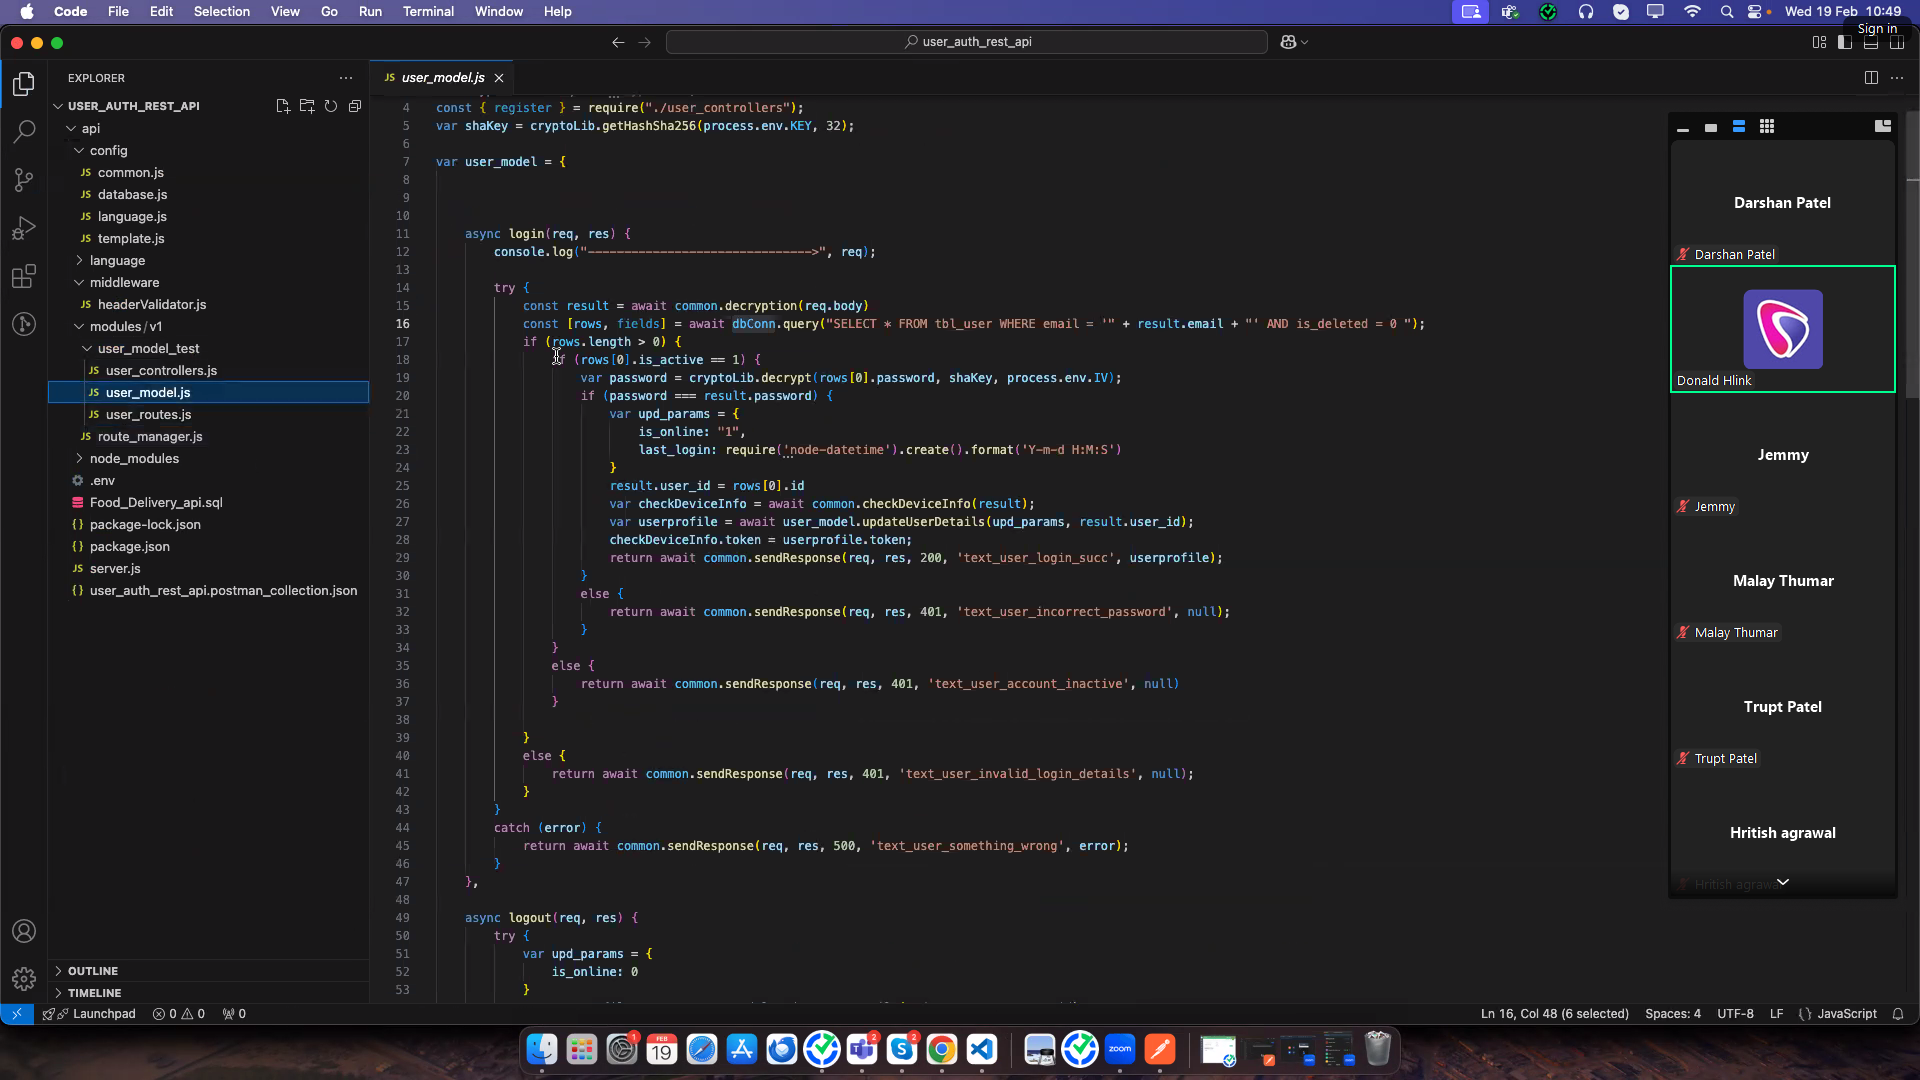 Code File Edit Selection View Go Run Terminal Window Help
Wed 19 Feb 10:49
Sign in
user_auth_rest_api
EXPLORER
USER_AUTH_REST_API
api
config
common.js
database.js
language.js
template.js
language
middleware
headerValidator.js
modules/v1
user_model_test
user_controllers.js
user_model.js
user_routes.js
route_manager.js
node_modules
.env
Food_Delivery_api.sql
package-lock.json
package.json
server.js
user_auth_rest_api.postman_collection.json
OUTLINE
TIMELINE
JS user_model.js
4 const { register } = require("./user_controllers");
5 var shaKey = cryptoLib.getHashSha256(process.env.KEY, 32);
6
7 var user_model = {
8
9
10
11 async login(req, res) {
12 console.log("------------------------------->", req);
13
14 try {
15 const result = await common.decryption(req.body)
16 const [rows, fields] = await dbConn.query("SELECT * FROM tbl_user WHERE email = '" + result.email + "' AND is_deleted = 0 ");
17 if (rows.length > 0) {
18 if (rows[0].is_active == 1) {
19 var password = cryptoLib.decrypt(rows[0].password, shaKey, process.env.IV);
20 if (password === result.password) {
21 var upd_params = {
22 is_online: "1",
23 last_login: require('node-datetime').create().format('Y-m-d H:M:S')
24 }
25 result.user_id = rows[0].id
26 var checkDeviceInfo = await common.checkDeviceInfo(result);
27 var userprofile = await user_model.updateUserDetails(upd_params, result.user_id);
28 checkDeviceInfo.token = userprofile.token;
29 return await common.sendResponse(req, res, 200, 'text_user_login_succ', userprofile);
30 }
31 else {
32 return await common.sendResponse(req, res, 401, 'text_user_incorrect_password', null);
33 }
34 }
35 else {
36 return await common.sendResponse(req, res, 401, 'text_user_account_inactive', null)
37 }
38
39 }
40 else {
41 return await common.sendResponse(req, res, 401, 'text_user_invalid_login_details', null);
42 }
43 }
44 catch (error) {
45 return await common.sendResponse(req, res, 500, 'text_user_something_wrong', error);
46 }
47 },
48
49 async logout(req, res) {
50 try {
51 var upd_params = {
52 is_online: 0
53 }
Darshan Patel
Darshan Patel
Donald Hlink
Jemmy
Jemmy
Malay Thumar
Malay Thumar
Trupt Patel
Trupt Patel
Hritish agrawal
Hritish agrawal
Launchpad 0 0 0
Ln 16, Col 48 (6 selected) Spaces: 4 UTF-8 LF { } JavaScript
1 FEB 19 2 2 zoom